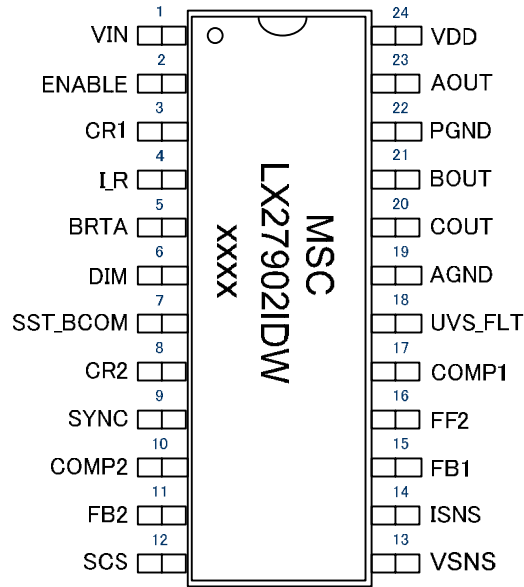 1
VIN
2
ENABLE
3
CR1
4
I_R
5
BRTA
6
DIM
7
SST_BCOM
8
CR2
9
SYNC
10
COMP2
11
FB2
12
SCS
MSC
LX27902IDW
xxxx
24
VDD
23
AOUT
22
PGND
21
BOUT
20
COUT
19
AGND
18
UVS_FLT
17
COMP1
16
FF2
15
FB1
14
ISNS
13
VSNS